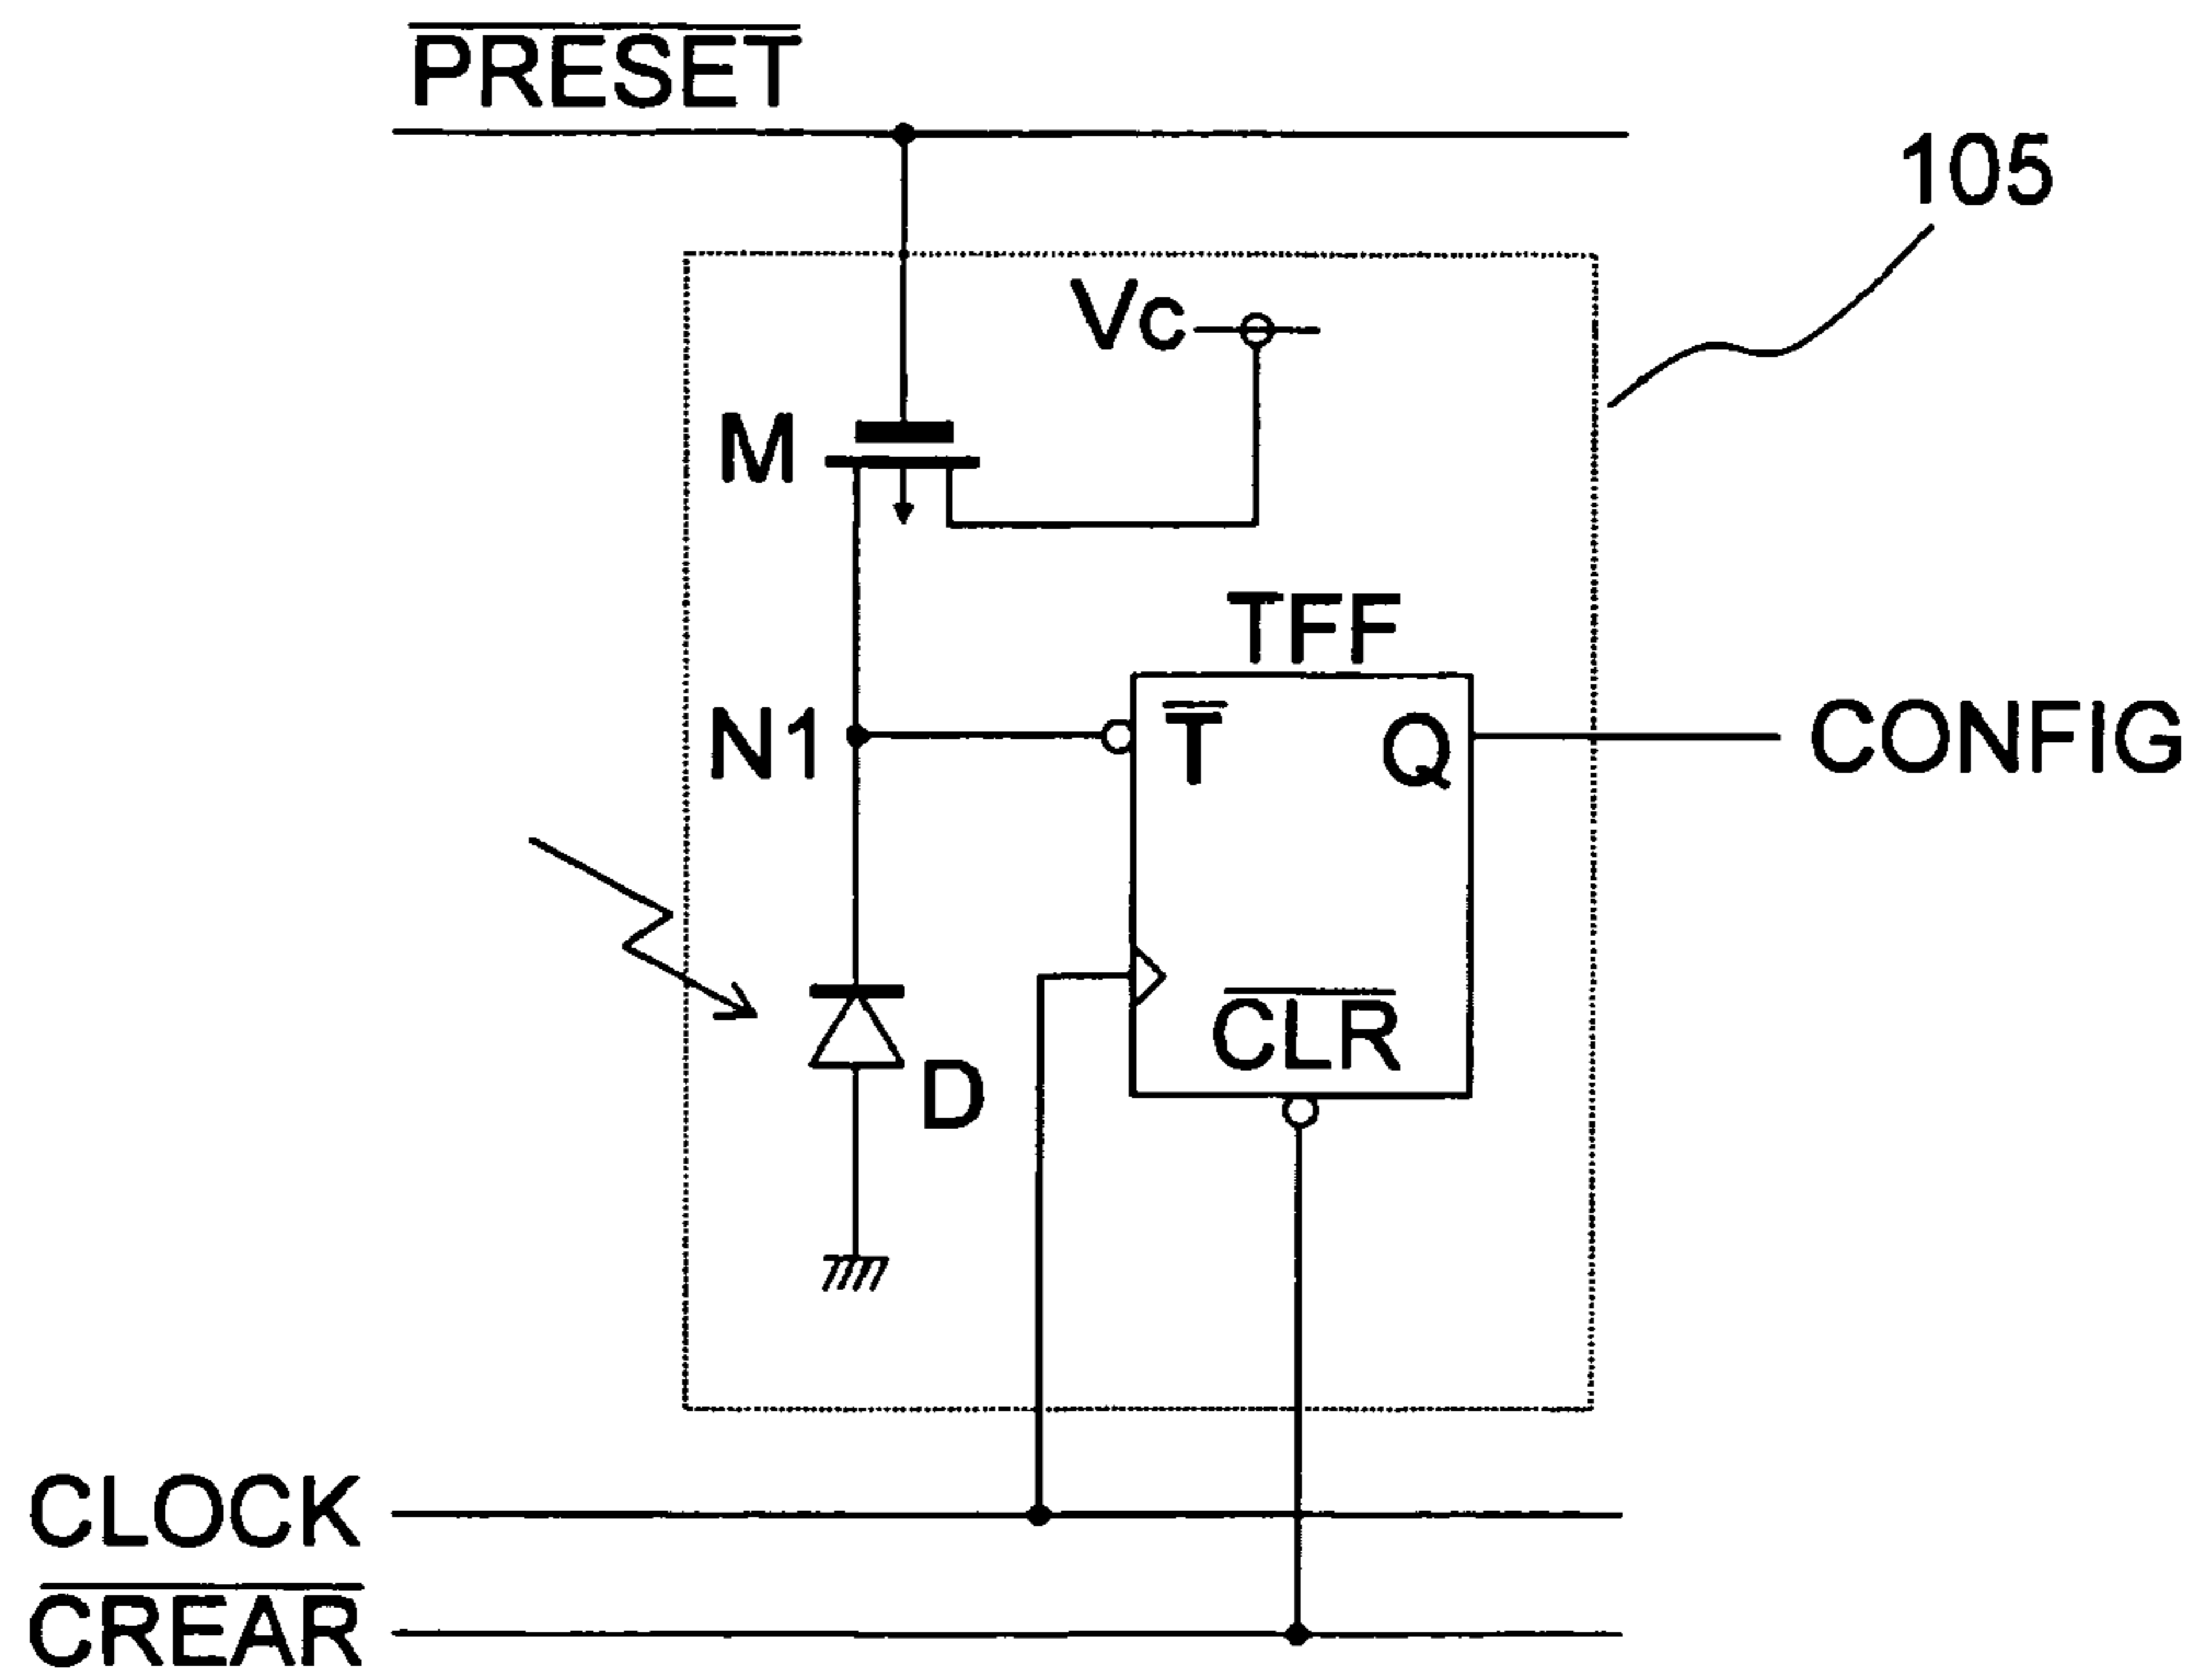 PRESET
105
Vc
M
TFF
N1
T
Q
CONFIG
CLR
D
CLOCK
CREAR